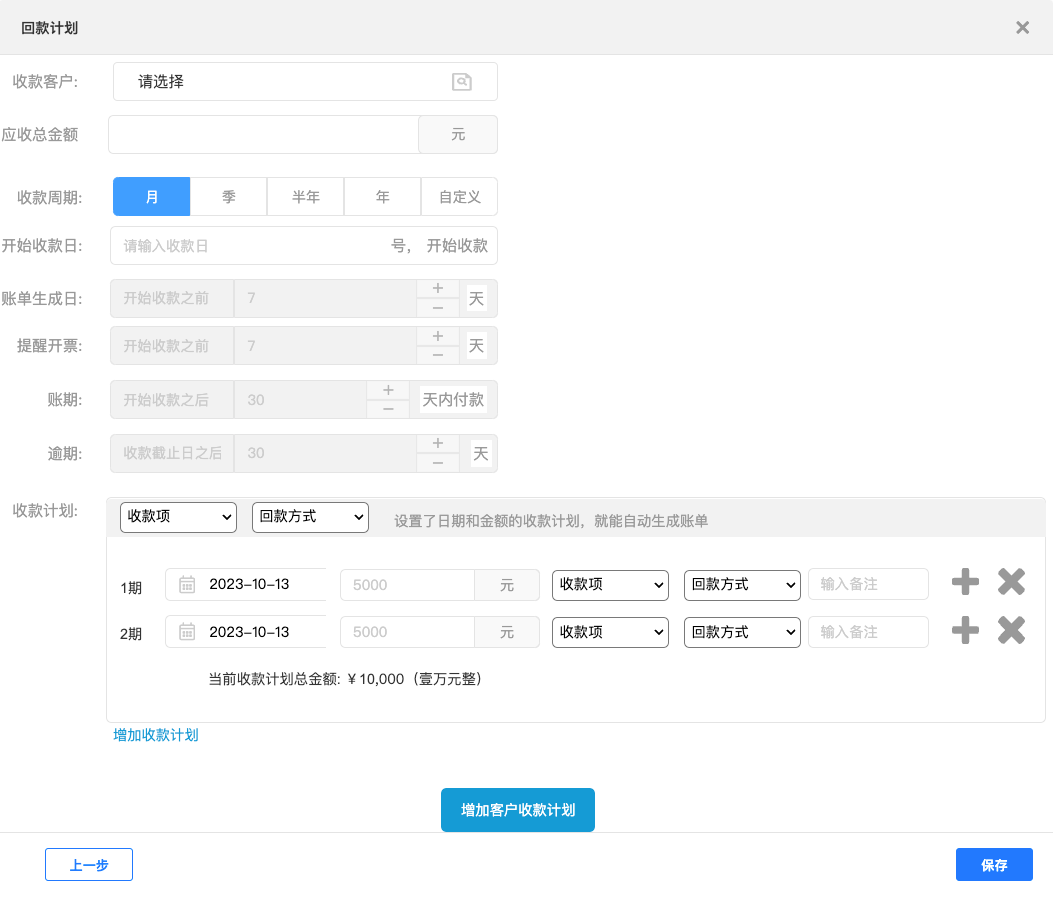 回款计划
收款客户: 请选择
应收总金额 元
收款周期: 月 季 半年 年 自定义
开始收款日: 请输入收款日 号， 开始收款
账单生成日: 开始收款之前 7 + − 天
提醒开票: 开始收款之前 7 + − 天
账期: 开始收款之后 30 + − 天内付款
逾期: 收款截止日之后 30 + − 天
收款计划: 收款项 回款方式 设置了日期和金额的收款计划，就能自动生成账单
1期 2023-10-13 5000 元 收款项 回款方式 输入备注
2期 2023-10-13 5000 元 收款项 回款方式 输入备注
当前收款计划总金额: ￥10,000（壹万元整）
增加收款计划
增加客户收款计划
上一步 保存